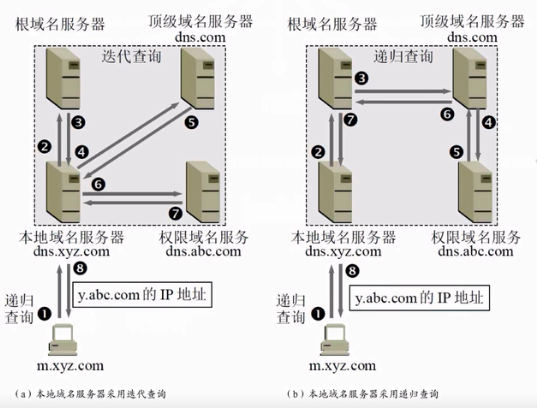 根域名服务器
顶级域名服务器
dns.com
迭代查询
❸
❺
❷
❹
❻
❼
本地域名服务器
dns.xyz.com
权限域名服务
dns.abc.com
❽
y.abc.com 的 IP 地址
递归
查询
❶
m.xyz.com
(a) 本地域名服务器采用迭代查询
根域名服务器
顶级域名服务器
dns.com
递归查询
❸
❻
❹
❼
❷
❺
本地域名服务器
dns.xyz.com
权限域名服务
dns.abc.com
❽
y.abc.com 的 IP 地址
递归
查询
❶
m.xyz.com
(b) 本地域名服务器采用递归查询